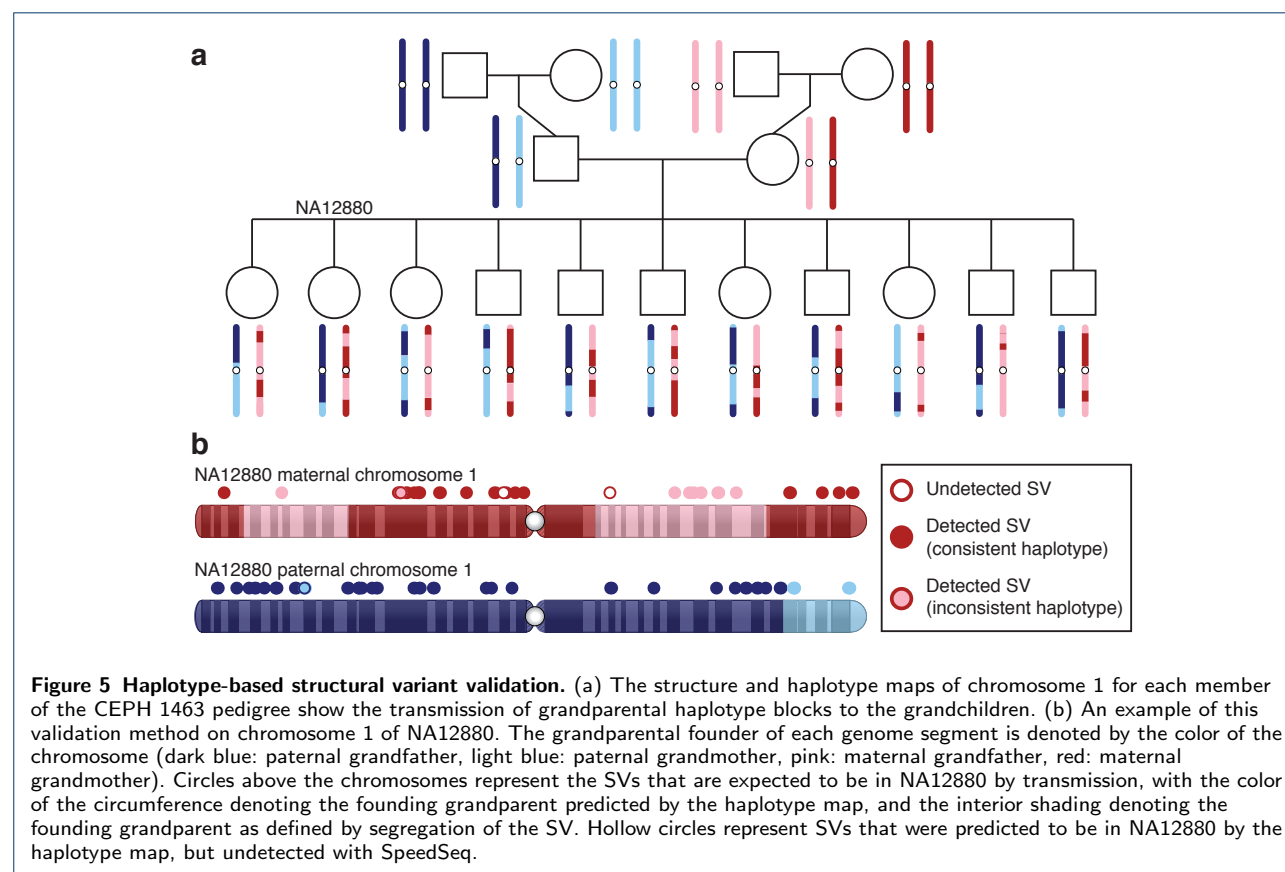 a
NA12880
b
NA12880 maternal chromosome 1
NA12880 paternal chromosome 1
Undetected SV
Detected SV
(consistent haplotype)
Detected SV
(inconsistent haplotype)
Figure 5 Haplotype-based structural variant validation. (a) The structure and haplotype maps of chromosome 1 for each member
of the CEPH 1463 pedigree show the transmission of grandparental haplotype blocks to the grandchildren. (b) An example of this
validation method on chromosome 1 of NA12880. The grandparental founder of each genome segment is denoted by the color of the
chromosome (dark blue: paternal grandfather, light blue: paternal grandmother, pink: maternal grandfather, red: maternal
grandmother). Circles above the chromosomes represent the SVs that are expected to be in NA12880 by transmission, with the color
of the circumference denoting the founding grandparent predicted by the haplotype map, and the interior shading denoting the
founding grandparent as defined by segregation of the SV. Hollow circles represent SVs that were predicted to be in NA12880 by the
haplotype map, but undetected with SpeedSeq.